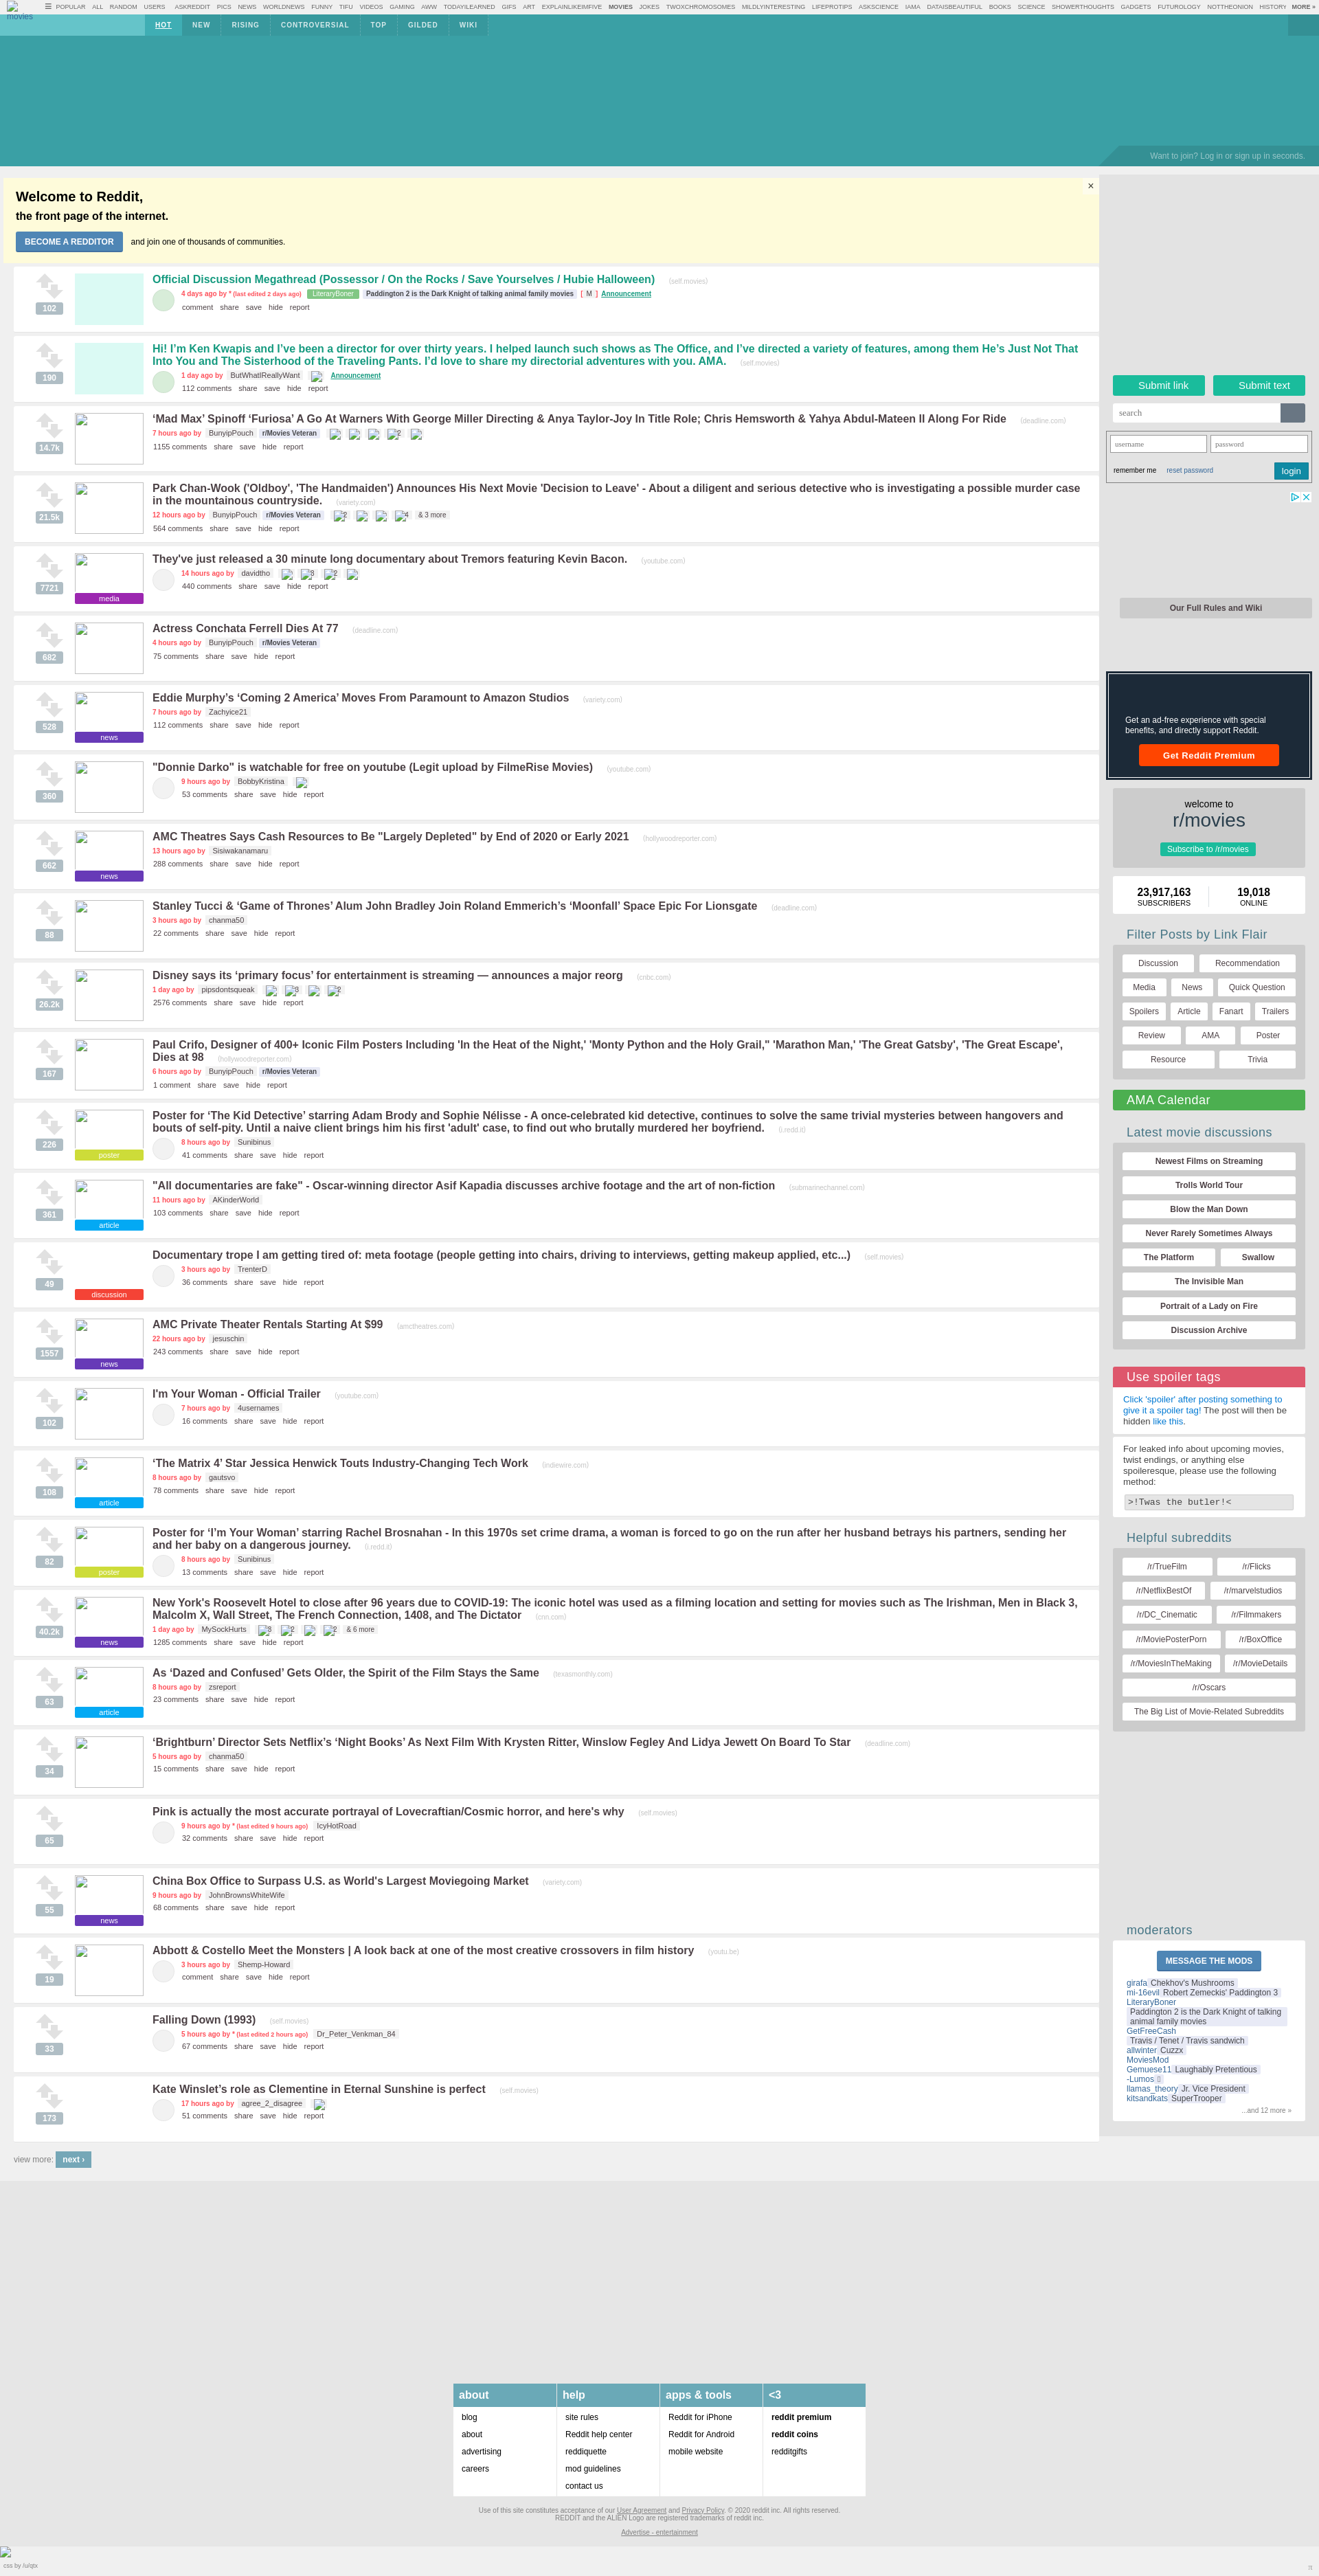 movies
☰ POPULAR ALL RANDOM USERS ASKREDDIT PICS NEWS WORLDNEWS FUNNY TIFU VIDEOS GAMING AWW TODAYILEARNED GIFS ART EXPLAINLIKEIMFIVE MOVIES JOKES TWOXCHROMOSOMES MILDLYINTERESTING LIFEPROTIPS ASKSCIENCE IAMA DATAISBEAUTIFUL BOOKS SCIENCE SHOWERTHOUGHTS GADGETS FUTUROLOGY NOTTHEONION HISTORY MORE »
HOT NEW RISING CONTROVERSIAL TOP GILDED WIKI
Want to join? Log in or sign up in seconds.
Welcome to Reddit,
the front page of the internet.
BECOME A REDDITOR and join one of thousands of communities.
×
102
Official Discussion Megathread (Possessor / On the Rocks / Save Yourselves / Hubie Halloween) (self.movies)
4 days ago by * (last edited 2 days ago) LiteraryBoner Paddington 2 is the Dark Knight of talking animal family movies [ M ] Announcement
comment share save hide report
190
Hi! I’m Ken Kwapis and I’ve been a director for over thirty years. I helped launch such shows as The Office, and I’ve directed a variety of features, among them He’s Just Not That
Into You and The Sisterhood of the Traveling Pants. I’d love to share my directorial adventures with you. AMA. (self.movies)
1 day ago by ButWhatIReallyWant Announcement
112 comments share save hide report
14.7k
‘Mad Max’ Spinoff ‘Furiosa’ A Go At Warners With George Miller Directing & Anya Taylor-Joy In Title Role; Chris Hemsworth & Yahya Abdul-Mateen II Along For Ride (deadline.com)
7 hours ago by BunyipPouch r/Movies Veteran 2
1155 comments share save hide report
21.5k
Park Chan-Wook ('Oldboy', 'The Handmaiden') Announces His Next Movie 'Decision to Leave' - About a diligent and serious detective who is investigating a possible murder case
in the mountainous countryside. (variety.com)
12 hours ago by BunyipPouch r/Movies Veteran 2 4 & 3 more
564 comments share save hide report
7721
media
They've just released a 30 minute long documentary about Tremors featuring Kevin Bacon. (youtube.com)
14 hours ago by davidtho 3 2
440 comments share save hide report
682
Actress Conchata Ferrell Dies At 77 (deadline.com)
4 hours ago by BunyipPouch r/Movies Veteran
75 comments share save hide report
528
news
Eddie Murphy’s ‘Coming 2 America’ Moves From Paramount to Amazon Studios (variety.com)
7 hours ago by Zachyice21
112 comments share save hide report
360
"Donnie Darko" is watchable for free on youtube (Legit upload by FilmeRise Movies) (youtube.com)
9 hours ago by BobbyKristina
53 comments share save hide report
662
news
AMC Theatres Says Cash Resources to Be "Largely Depleted" by End of 2020 or Early 2021 (hollywoodreporter.com)
13 hours ago by Sisiwakanamaru
288 comments share save hide report
88
Stanley Tucci & ‘Game of Thrones’ Alum John Bradley Join Roland Emmerich’s ‘Moonfall’ Space Epic For Lionsgate (deadline.com)
3 hours ago by chanma50
22 comments share save hide report
26.2k
Disney says its ‘primary focus’ for entertainment is streaming — announces a major reorg (cnbc.com)
1 day ago by pipsdontsqueak 3 2
2576 comments share save hide report
167
Paul Crifo, Designer of 400+ Iconic Film Posters Including 'In the Heat of the Night,' 'Monty Python and the Holy Grail," 'Marathon Man,' 'The Great Gatsby', 'The Great Escape',
Dies at 98 (hollywoodreporter.com)
6 hours ago by BunyipPouch r/Movies Veteran
1 comment share save hide report
226
poster
Poster for ‘The Kid Detective’ starring Adam Brody and Sophie Nélisse - A once-celebrated kid detective, continues to solve the same trivial mysteries between hangovers and
bouts of self-pity. Until a naive client brings him his first 'adult' case, to find out who brutally murdered her boyfriend. (i.redd.it)
8 hours ago by Sunibinus
41 comments share save hide report
361
article
"All documentaries are fake" - Oscar-winning director Asif Kapadia discusses archive footage and the art of non-fiction (submarinechannel.com)
11 hours ago by AKinderWorld
103 comments share save hide report
49
discussion
Documentary trope I am getting tired of: meta footage (people getting into chairs, driving to interviews, getting makeup applied, etc...) (self.movies)
3 hours ago by TrenterD
36 comments share save hide report
1557
news
AMC Private Theater Rentals Starting At $99 (amctheatres.com)
22 hours ago by jesuschin
243 comments share save hide report
102
I'm Your Woman - Official Trailer (youtube.com)
7 hours ago by 4usernames
16 comments share save hide report
108
article
‘The Matrix 4’ Star Jessica Henwick Touts Industry-Changing Tech Work (indiewire.com)
8 hours ago by gautsvo
78 comments share save hide report
82
poster
Poster for ‘I’m Your Woman’ starring Rachel Brosnahan - In this 1970s set crime drama, a woman is forced to go on the run after her husband betrays his partners, sending her
and her baby on a dangerous journey. (i.redd.it)
8 hours ago by Sunibinus
13 comments share save hide report
40.2k
news
New York's Roosevelt Hotel to close after 96 years due to COVID-19: The iconic hotel was used as a filming location and setting for movies such as The Irishman, Men in Black 3,
Malcolm X, Wall Street, The French Connection, 1408, and The Dictator (cnn.com)
1 day ago by MySockHurts 3 2 2 & 6 more
1285 comments share save hide report
63
article
As ‘Dazed and Confused’ Gets Older, the Spirit of the Film Stays the Same (texasmonthly.com)
8 hours ago by zsreport
23 comments share save hide report
34
‘Brightburn’ Director Sets Netflix’s ‘Night Books’ As Next Film With Krysten Ritter, Winslow Fegley And Lidya Jewett On Board To Star (deadline.com)
5 hours ago by chanma50
15 comments share save hide report
65
Pink is actually the most accurate portrayal of Lovecraftian/Cosmic horror, and here's why (self.movies)
9 hours ago by * (last edited 9 hours ago) IcyHotRoad
32 comments share save hide report
55
news
China Box Office to Surpass U.S. as World's Largest Moviegoing Market (variety.com)
9 hours ago by JohnBrownsWhiteWife
68 comments share save hide report
19
Abbott & Costello Meet the Monsters | A look back at one of the most creative crossovers in film history (youtu.be)
3 hours ago by Shemp-Howard
comment share save hide report
33
Falling Down (1993) (self.movies)
5 hours ago by * (last edited 2 hours ago) Dr_Peter_Venkman_84
67 comments share save hide report
173
Kate Winslet’s role as Clementine in Eternal Sunshine is perfect (self.movies)
17 hours ago by agree_2_disagree
51 comments share save hide report
view more: next ›
Submit link Submit text
search
username password
remember me reset password login
Our Full Rules and Wiki
Get an ad-free experience with special
benefits, and directly support Reddit.
Get Reddit Premium
welcome to
r/movies
Subscribe to /r/movies
23,917,163 19,018
SUBSCRIBERS ONLINE
Filter Posts by Link Flair
Discussion Recommendation
Media News Quick Question
Spoilers Article Fanart Trailers
Review AMA Poster
Resource Trivia
AMA Calendar
Latest movie discussions
Newest Films on Streaming
Trolls World Tour
Blow the Man Down
Never Rarely Sometimes Always
The Platform Swallow
The Invisible Man
Portrait of a Lady on Fire
Discussion Archive
Use spoiler tags
Click 'spoiler' after posting something to
give it a spoiler tag! The post will then be
hidden like this.
For leaked info about upcoming movies,
twist endings, or anything else
spoileresque, please use the following
method:
>!Twas the butler!<
Helpful subreddits
/r/TrueFilm /r/Flicks
/r/NetflixBestOf /r/marvelstudios
/r/DC_Cinematic /r/Filmmakers
/r/MoviePosterPorn /r/BoxOffice
/r/MoviesInTheMaking /r/MovieDetails
/r/Oscars
The Big List of Movie-Related Subreddits
moderators
MESSAGE THE MODS
girafa Chekhov's Mushrooms
mi-16evil Robert Zemeckis' Paddington 3
LiteraryBoner
Paddington 2 is the Dark Knight of talking
animal family movies
GetFreeCash
Travis / Tenet / Travis sandwich
allwinter Cuzzx
MoviesMod
Gemuese11 Laughably Pretentious
-Lumos
llamas_theory Jr. Vice President
kitsandkats SuperTrooper
...and 12 more »
about help apps & tools <3
blog site rules Reddit for iPhone reddit premium
about Reddit help center Reddit for Android reddit coins
advertising reddiquette mobile website redditgifts
careers mod guidelines
contact us
Use of this site constitutes acceptance of our User Agreement and Privacy Policy. © 2020 reddit inc. All rights reserved.
REDDIT and the ALIEN Logo are registered trademarks of reddit inc.
Advertise - entertainment
css by /u/qtx
π